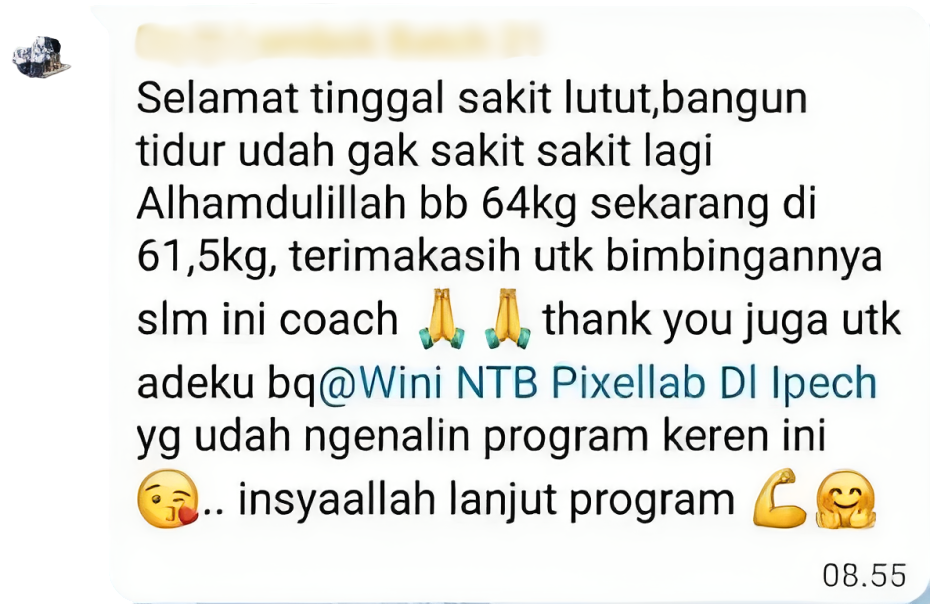 Selamat tinggal sakit lutut,bangun
tidur udah gak sakit sakit lagi
Alhamdulillah bb 64kg sekarang di
61,5kg, terimakasih utk bimbingannya
slm ini coach 🙏 🙏 thank you juga utk
adeku bq@Wini NTB Pixellab Dl Ipech
yg udah ngenalin program keren ini
😘.. insyaallah lanjut program 💪🤗
08.55